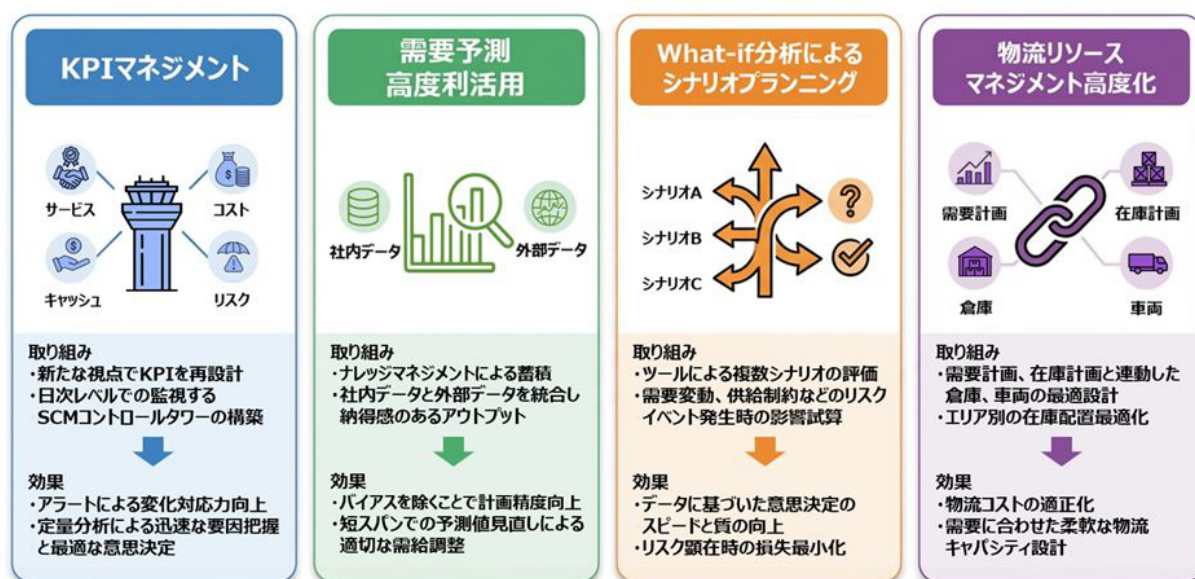 KPIマネジメント
サービス
コスト
キャッシュ
リスク
取り組み
・新たな視点でKPIを再設計
・日次レベルでの監視する
SCMコントロールタワーの構築
効果
・アラートによる変化対応力向上
・定量分析による迅速な要因把握
と最適な意思決定
需要予測
高度利活用
社内データ
外部データ
取り組み
・ナレッジマネジメントによる蓄積
・社内データと外部データを統合し
納得感のあるアウトプット
効果
・バイアスを除くことで計画精度向上
・短スパンでの予測値見直しによる
適切な需給調整
What-if分析による
シナリオプランニング
シナリオA
シナリオB
シナリオC
?
取り組み
・ツールによる複数シナリオの評価
・需要変動、供給制約などのリスク
イベント発生時の影響試算
効果
・データに基づいた意思決定の
スピードと質の向上
・リスク顕在時の損失最小化
物流リソース
マネジメント高度化
需要計画
在庫計画
倉庫
車両
取り組み
・需要計画、在庫計画と連動した
倉庫、車両の最適設計
・エリア別の在庫配置最適化
効果
・物流コストの適正化
・需要に合わせた柔軟な物流
キャパシティ設計